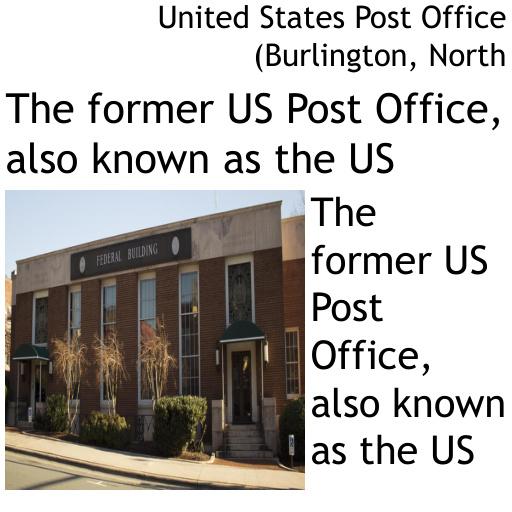 United States Post Office
(Burlington, North
The former US Post Office,
also known as the US
FEDERAL BUILDING
The
former US
Post
Office,
also known
as the US